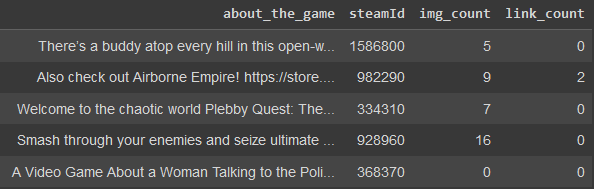 about_the_game steamId img_count link_count
There's a buddy atop every hill in this open-w... 1586800 5 0
Also check out Airborne Empire! https://store.... 982290 9 2
Welcome to the chaotic world Plebby Quest: The... 334310 7 0
Smash through your enemies and seize ultimate ... 928960 16 0
A Video Game About a Woman Talking to the Poli... 368370 0 0